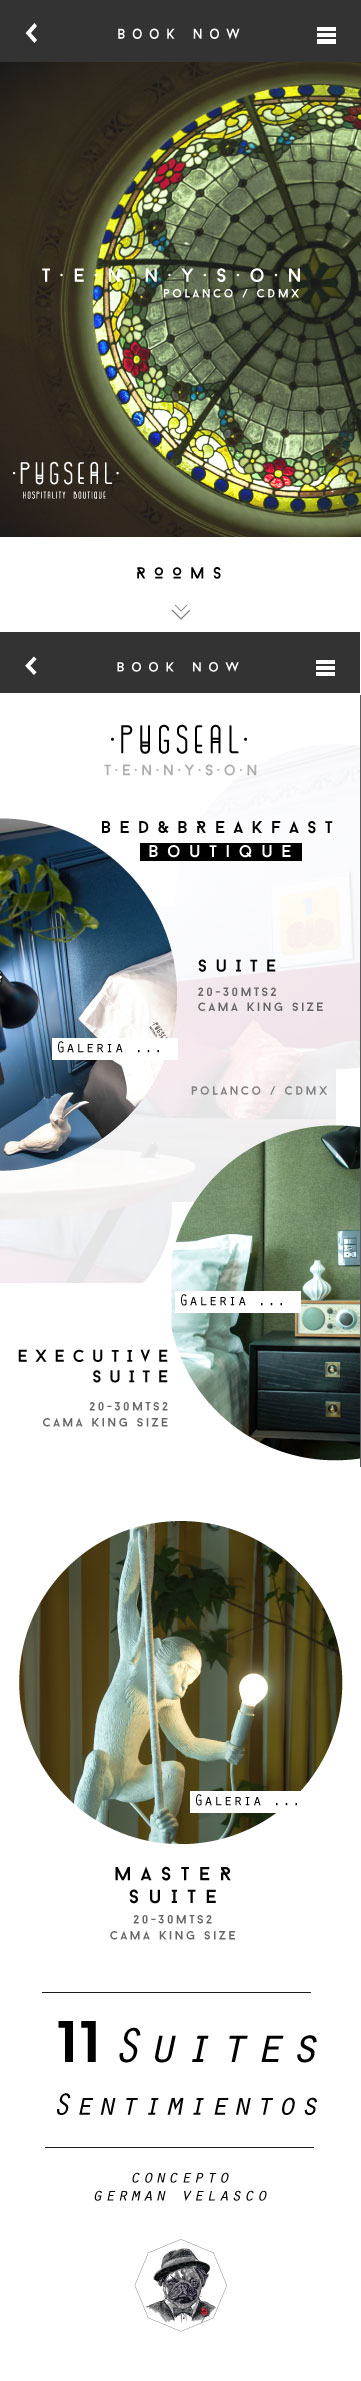 BOOK NOW
T·E·N·N·Y·S·O·N
POLANCO / CDMX
·PUGSEAL·
HOSPITALITY BOUTIQUE
ROOMS
BOOK NOW
·PUGSEAL·
T·E·N·N·Y·S·O·N
BED&BREAKFAST
BOUTIQUE
SUITE
20-30MTS2
CAMA KING SIZE
GALERIA ...
POLANCO / CDMX
GALERIA ...
EXECUTIVE
SUITE
20-30MTS2
CAMA KING SIZE
GALERIA ...
MASTER
SUITE
20-30MTS2
CAMA KING SIZE
11 SUITES
SENTIMIENTOS
CONCEPTO
GERMAN VELASCO